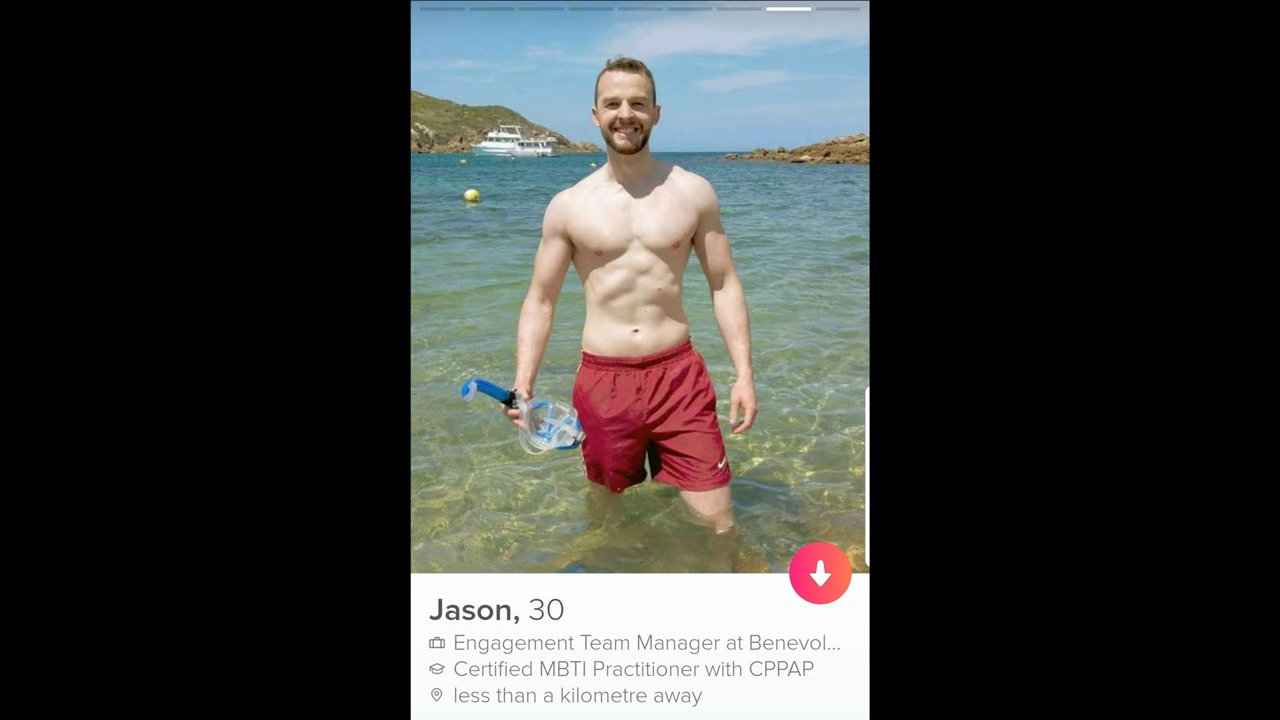 Jason, 30
Engagement Team Manager at Benevol...
Certified MBTI Practitioner with CPPAP
less than a kilometre away